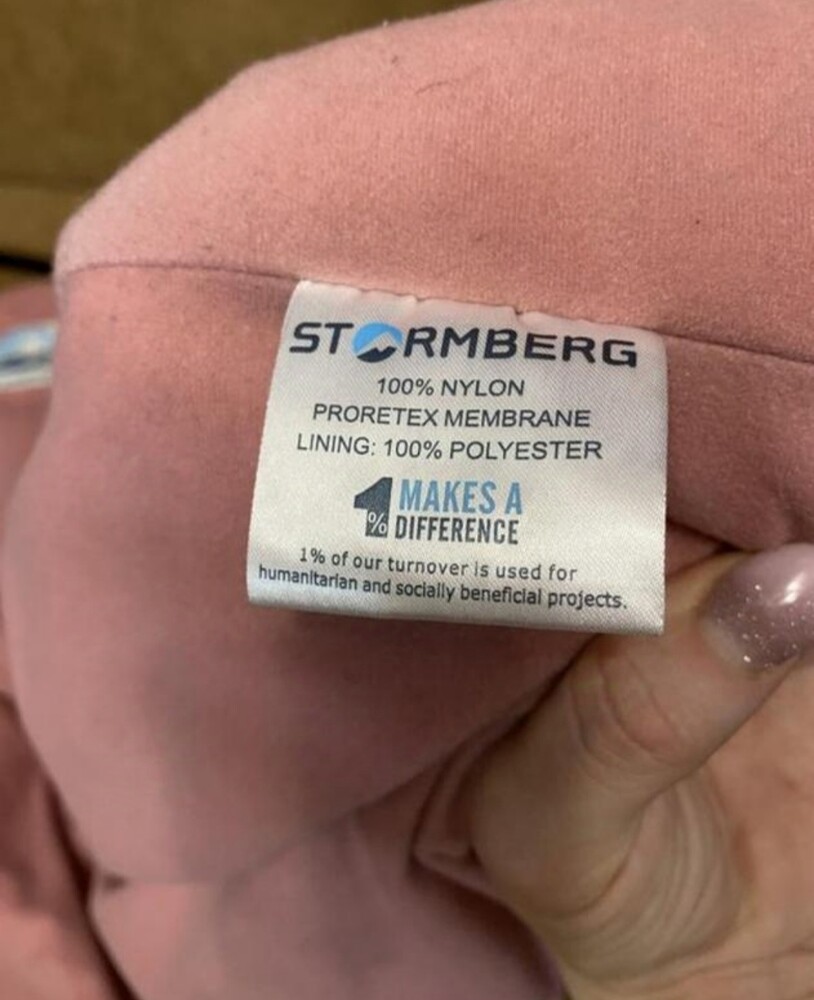 STORMBERG
100% NYLON
PRORETEX MEMBRANE
LINING: 100% POLYESTER
1% MAKES A
DIFFERENCE
1% of our turnover is used for
humanitarian and socially beneficial projects.